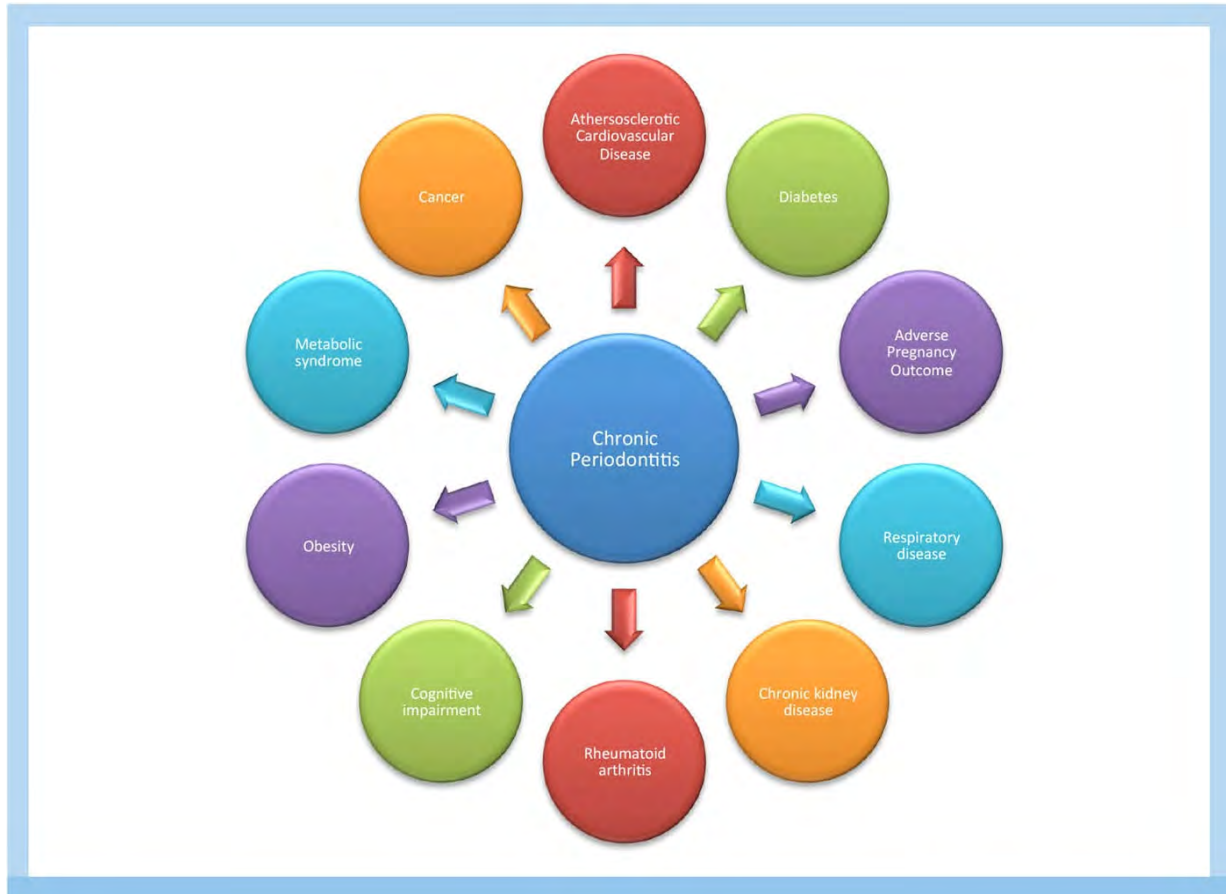 Athersosclerotic
Cardiovascular
Disease
Diabetes
Adverse
Pregnancy
Outcome
Respiratory
disease
Chronic kidney
disease
Rheumatoid
arthritis
Cognitive
impairment
Obesity
Metabolic
syndrome
Cancer
Chronic
Periodontitis